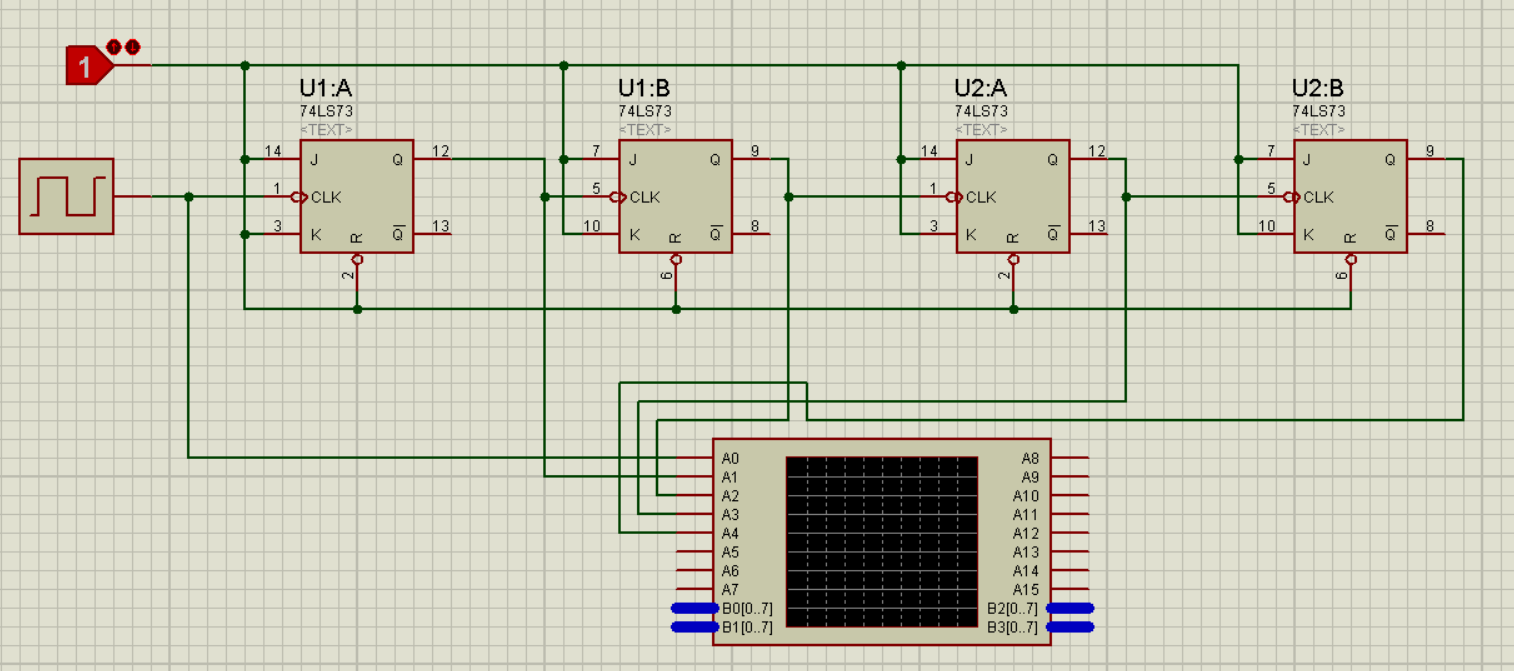 1
U1:A
74LS73
<TEXT>
14
J
Q
12
1
CLK
3
K
R
Q
13
2
U1:B
74LS73
<TEXT>
7
J
Q
9
5
CLK
10
K
R
Q
8
6
U2:A
74LS73
<TEXT>
14
J
Q
12
1
CLK
3
K
R
Q
13
2
U2:B
74LS73
<TEXT>
7
J
Q
9
5
CLK
10
K
R
Q
8
6
A0
A1
A2
A3
A4
A5
A6
A7
B0[0..7]
B1[0..7]
A8
A9
A10
A11
A12
A13
A14
A15
B2[0..7]
B3[0..7]